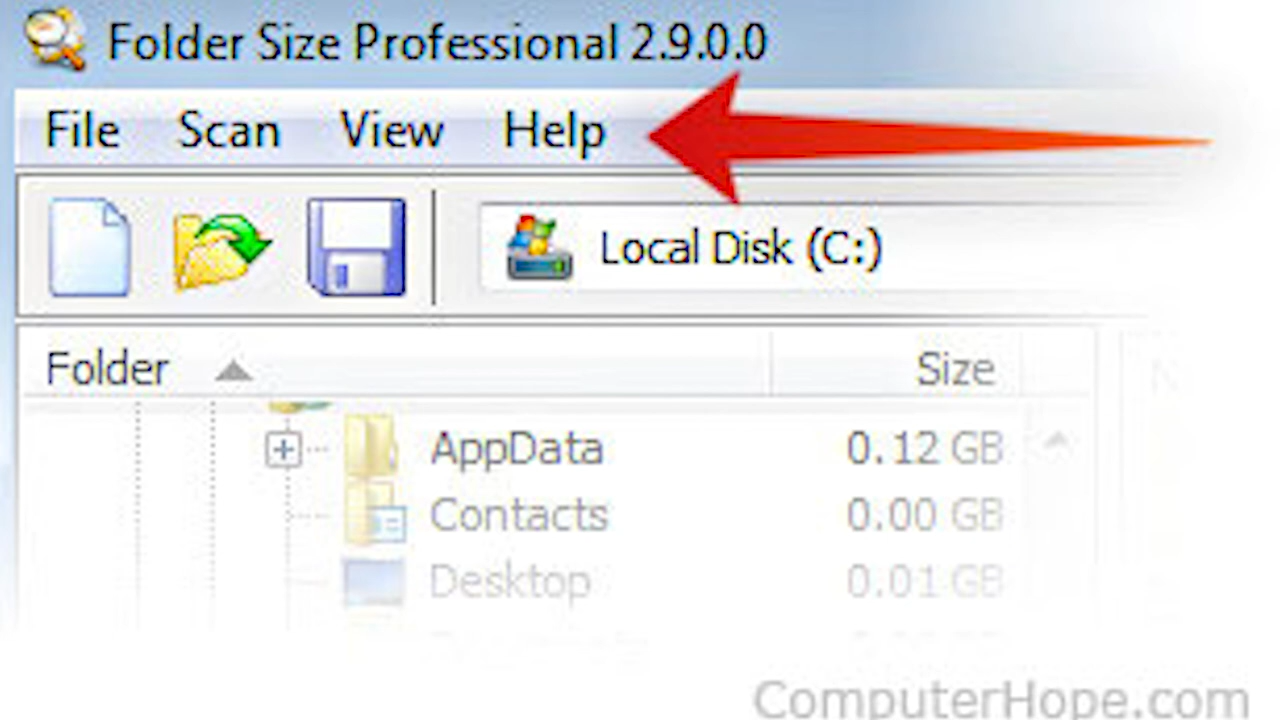 Folder Size Professional 2.9.0.0
File Scan View Help
Local Disk (C:)
Folder Size
AppData 0.12 GB
Contacts 0.00 GB
Desktop 0.01 GB
ComputerHope.com